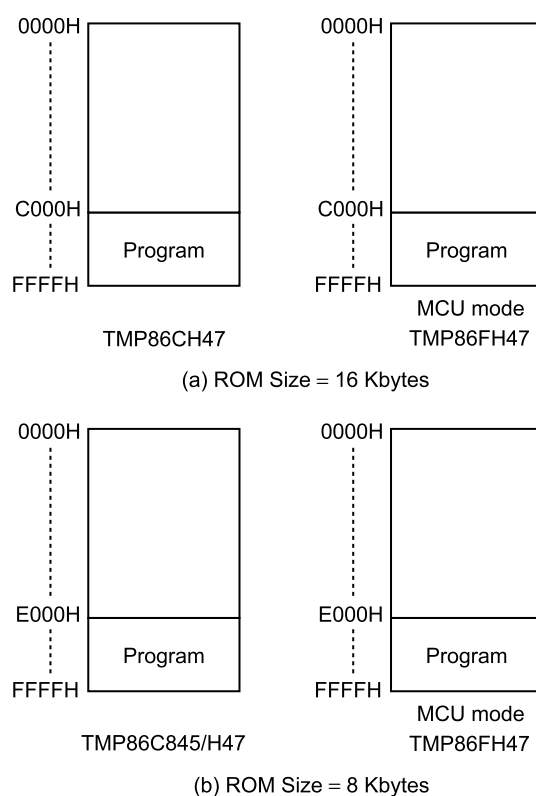 0000H
0000H
C000H
C000H
Program
Program
FFFFH
FFFFH
MCU mode
TMP86CH47
TMP86FH47
(a) ROM Size = 16 Kbytes
0000H
0000H
E000H
E000H
Program
Program
FFFFH
FFFFH
MCU mode
TMP86C845/H47
TMP86FH47
(b) ROM Size = 8 Kbytes